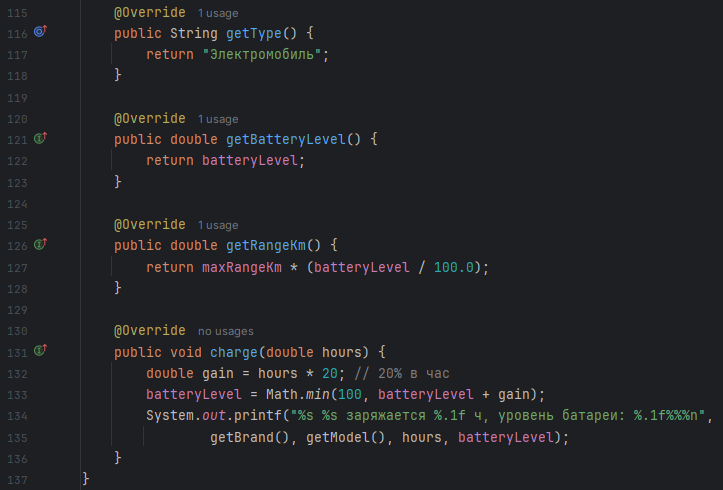 115 @Override 1 usage
116 public String getType() {
117 return "Электромобиль";
118 }
119
120 @Override 1 usage
121 public double getBatteryLevel() {
122 return batteryLevel;
123 }
124
125 @Override 1 usage
126 public double getRangeKm() {
127 return maxRangeKm * (batteryLevel / 100.0);
128 }
129
130 @Override no usages
131 public void charge(double hours) {
132 double gain = hours * 20; // 20% в час
133 batteryLevel = Math.min(100, batteryLevel + gain);
134 System.out.printf("%s %s заряжается %.1f ч, уровень батареи: %.1f%%%n",
135 getBrand(), getModel(), hours, batteryLevel);
136 }
137 }